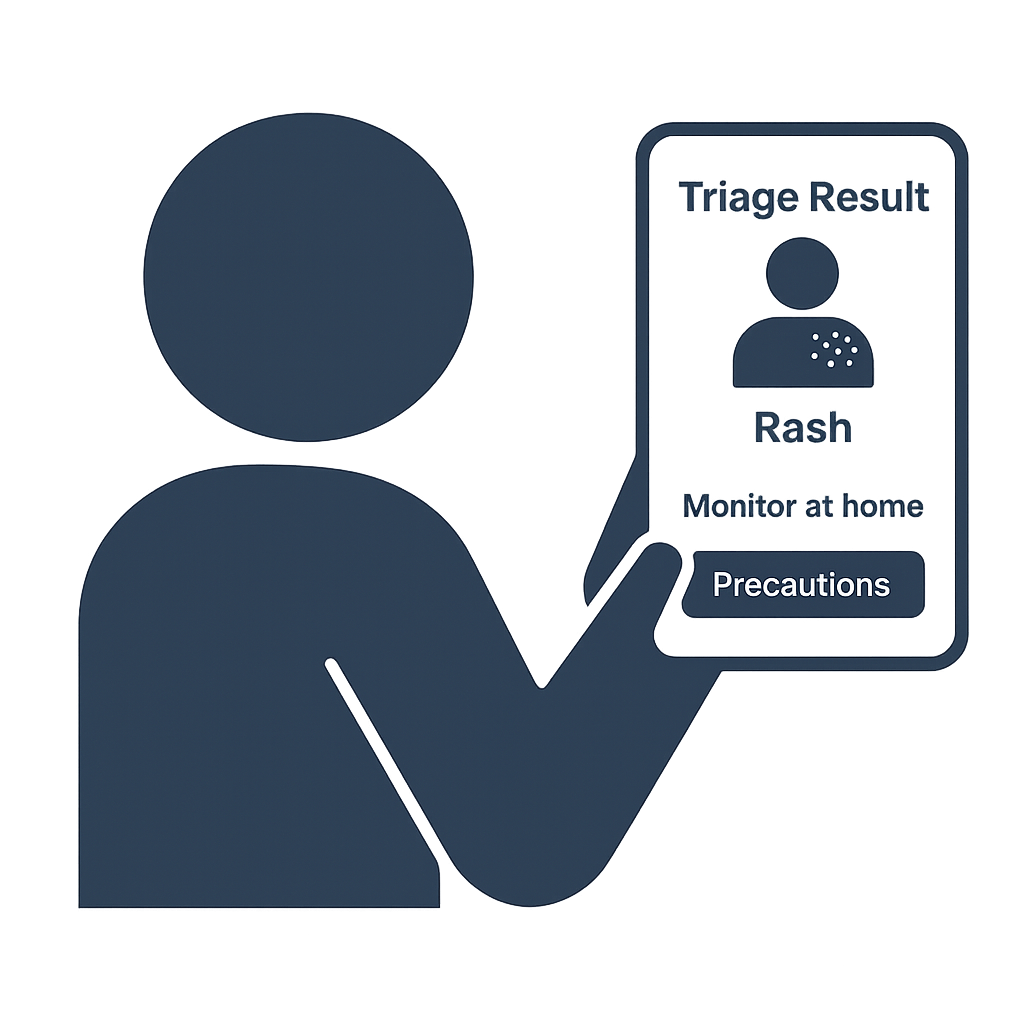 Triage Result
Rash
Monitor at home
Precautions